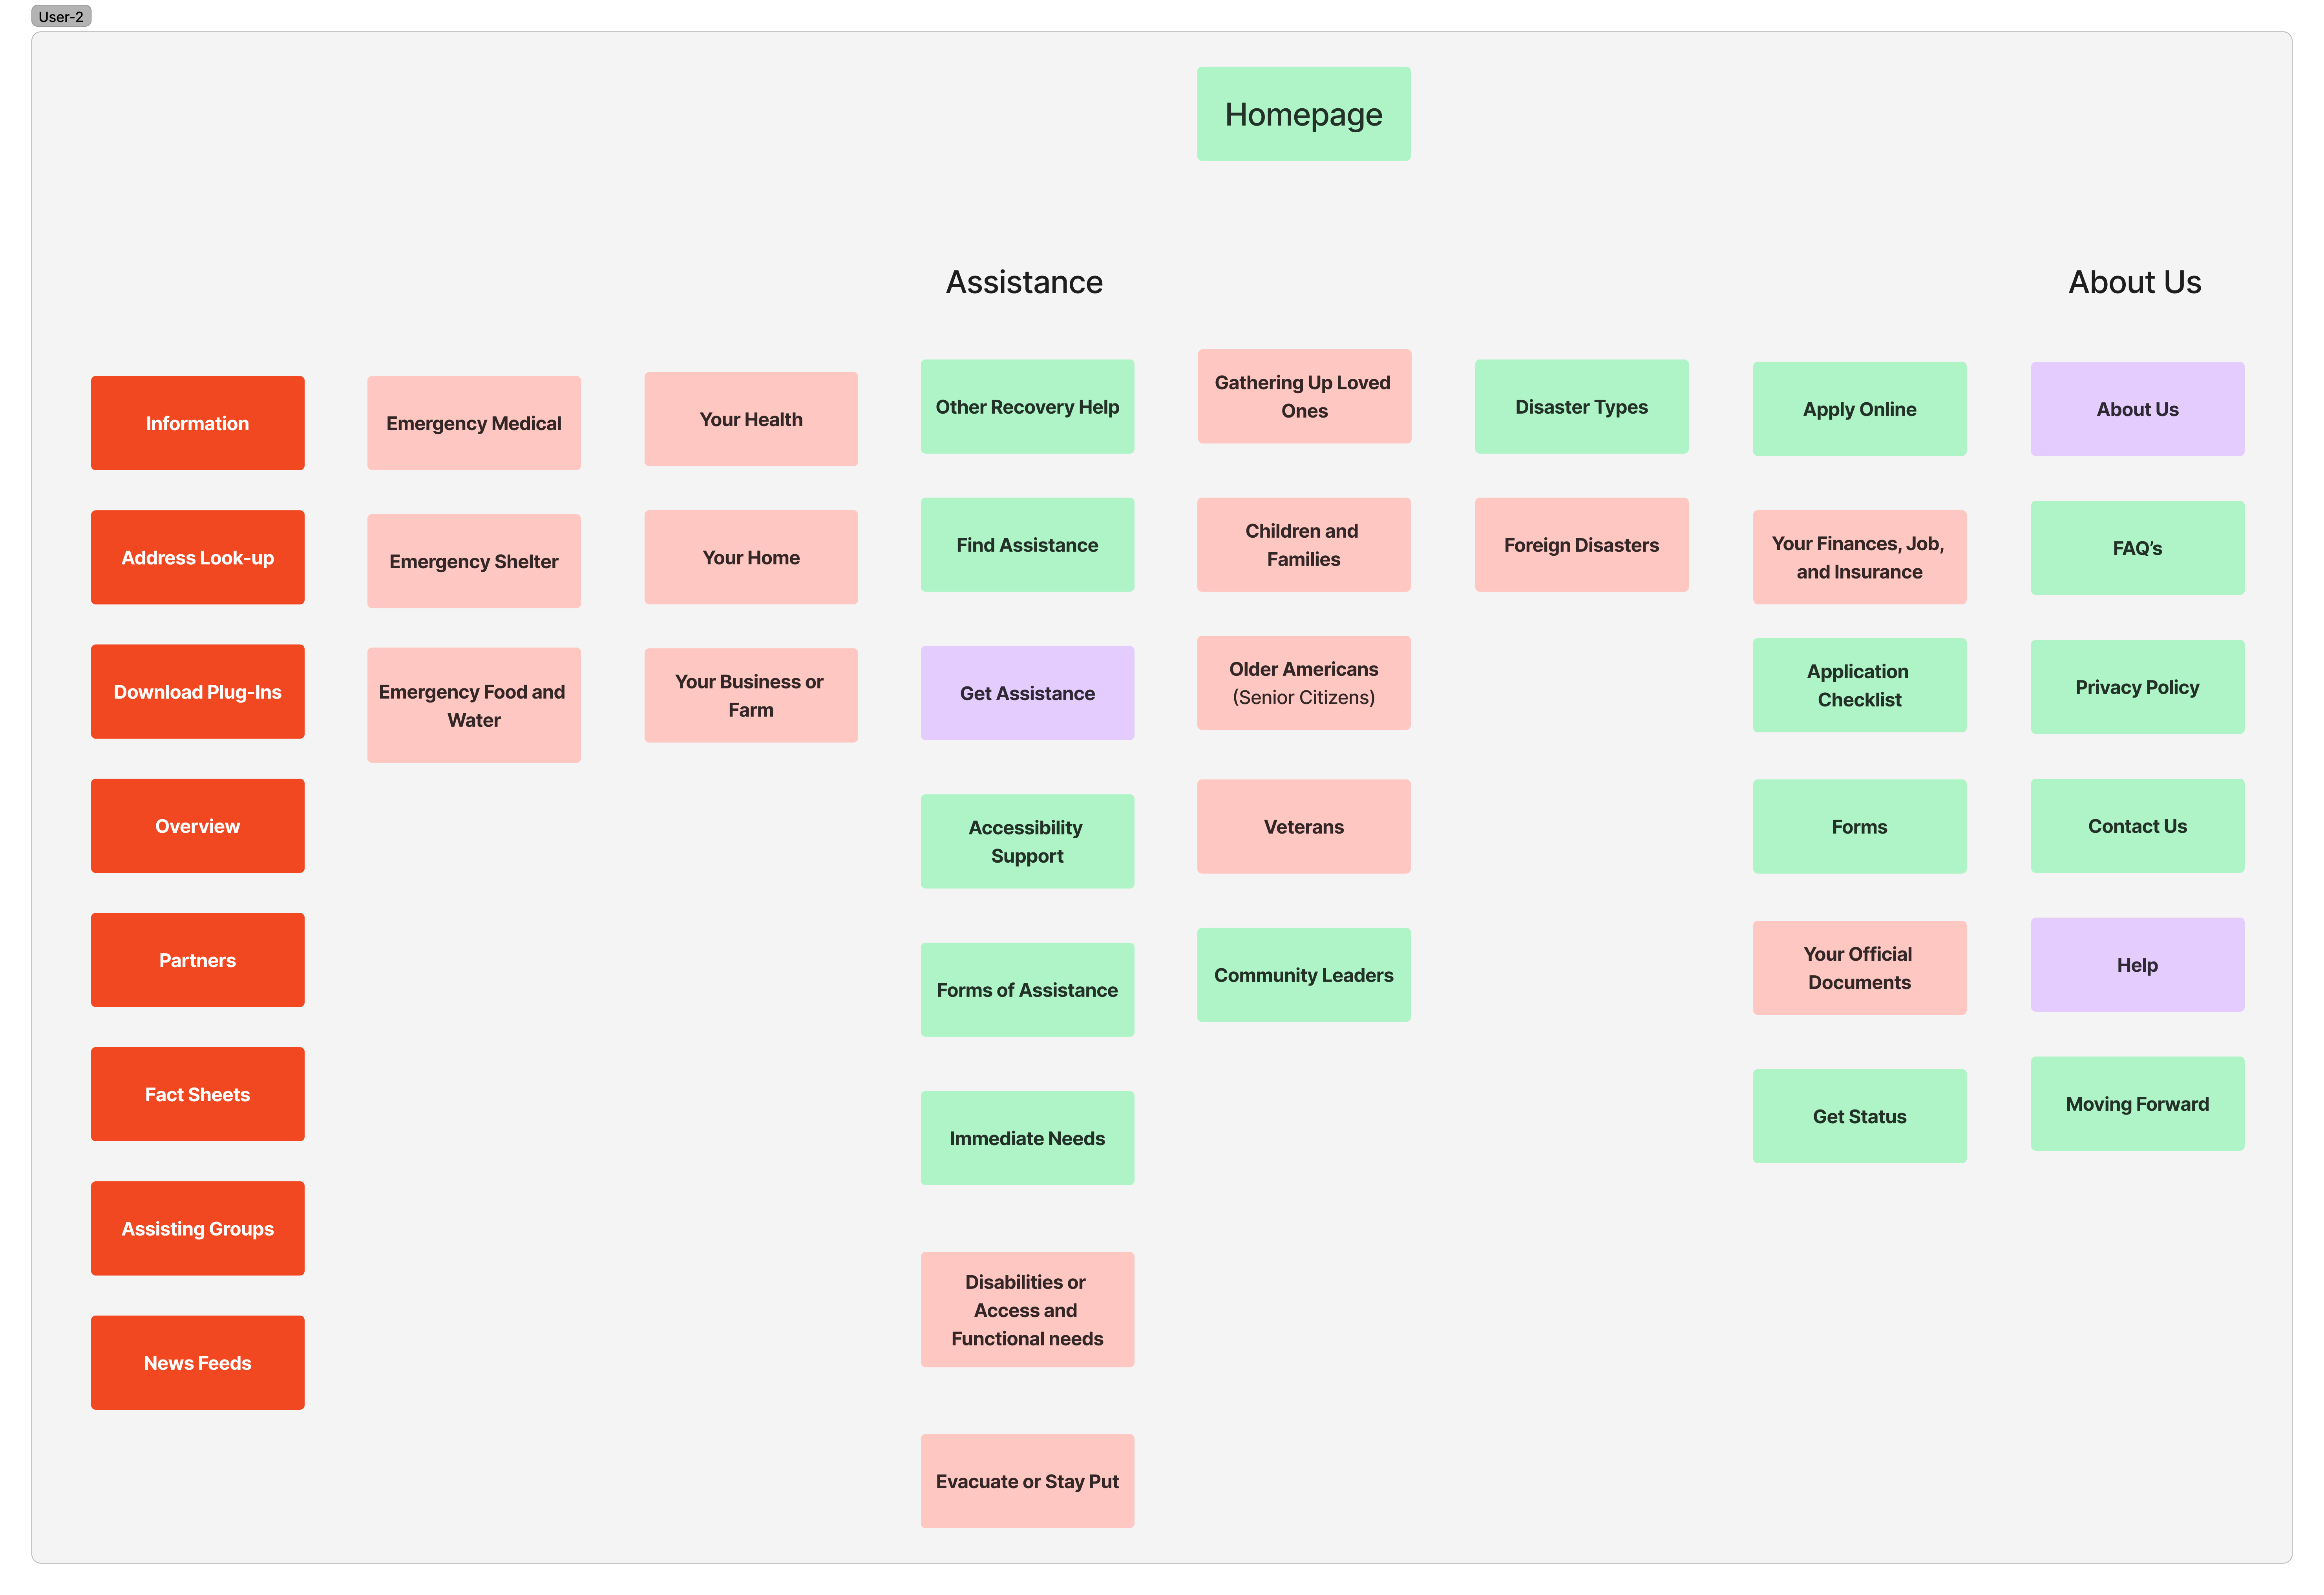 User-2
Homepage
Assistance
About Us
Information
Address Look-up
Download Plug-Ins
Overview
Partners
Fact Sheets
Assisting Groups
News Feeds
Emergency Medical
Emergency Shelter
Emergency Food and
Water
Your Health
Your Home
Your Business or
Farm
Other Recovery Help
Find Assistance
Get Assistance
Accessibility
Support
Forms of Assistance
Immediate Needs
Disabilities or
Access and
Functional needs
Evacuate or Stay Put
Gathering Up Loved
Ones
Children and
Families
Older Americans
(Senior Citizens)
Veterans
Community Leaders
Disaster Types
Foreign Disasters
Apply Online
Your Finances, Job,
and Insurance
Application
Checklist
Forms
Your Official
Documents
Get Status
About Us
FAQ’s
Privacy Policy
Contact Us
Help
Moving Forward